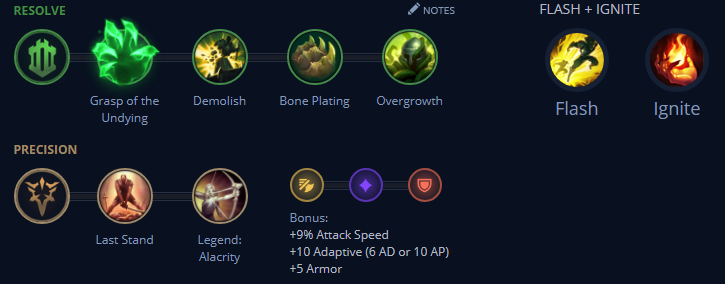 RESOLVE
NOTES
FLASH + IGNITE
Grasp of the
Undying
Demolish
Bone Plating
Overgrowth
Flash
Ignite
PRECISION
Last Stand
Legend:
Alacrity
Bonus:
+9% Attack Speed
+10 Adaptive (6 AD or 10 AP)
+5 Armor